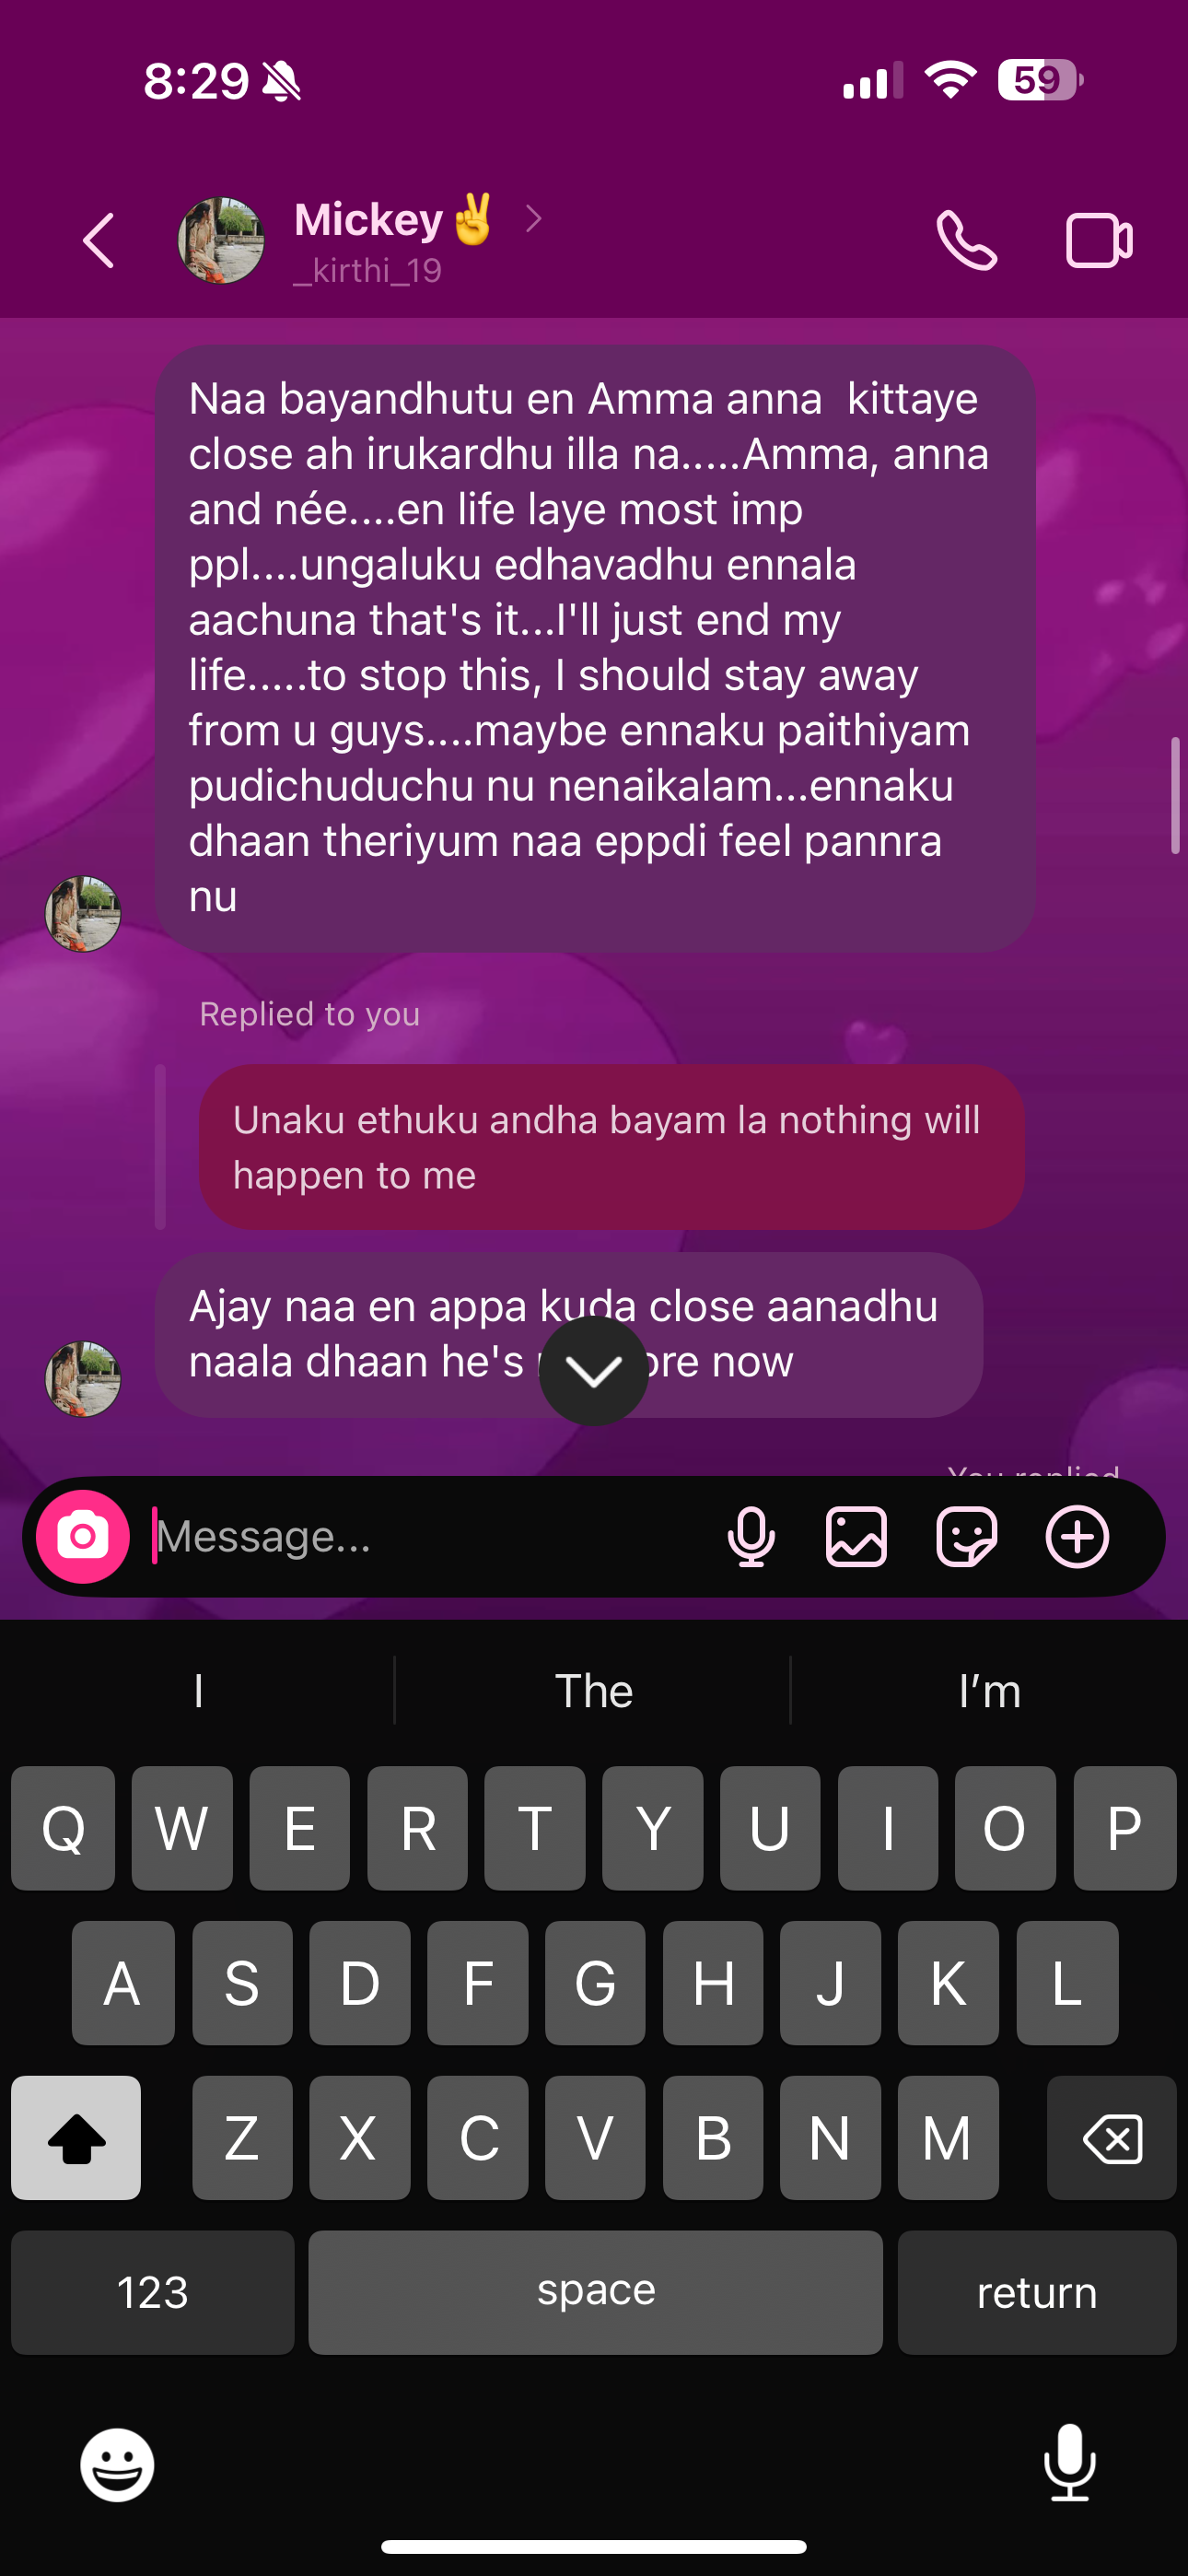 8:29
59
Mickey✌️
_kirthi_19
Naa bayandhutu en Amma anna kittaye
close ah irukardhu illa na.....Amma, anna
and née....en life laye most imp
ppl....ungaluku edhavadhu ennala
aachuna that's it...I'll just end my
life.....to stop this, I should stay away
from u guys....maybe ennaku paithiyam
pudichuduchu nu nenaikalam...ennaku
dhaan theriyum naa eppdi feel pannra
nu
Replied to you
Unaku ethuku andha bayam la nothing will
happen to me
Ajay naa en appa kuda close aanadhu
naala dhaan he's now
You replied
Message...
I The I'm
Q W E R T Y U I O P
A S D F G H J K L
Z X C V B N M
123 space return